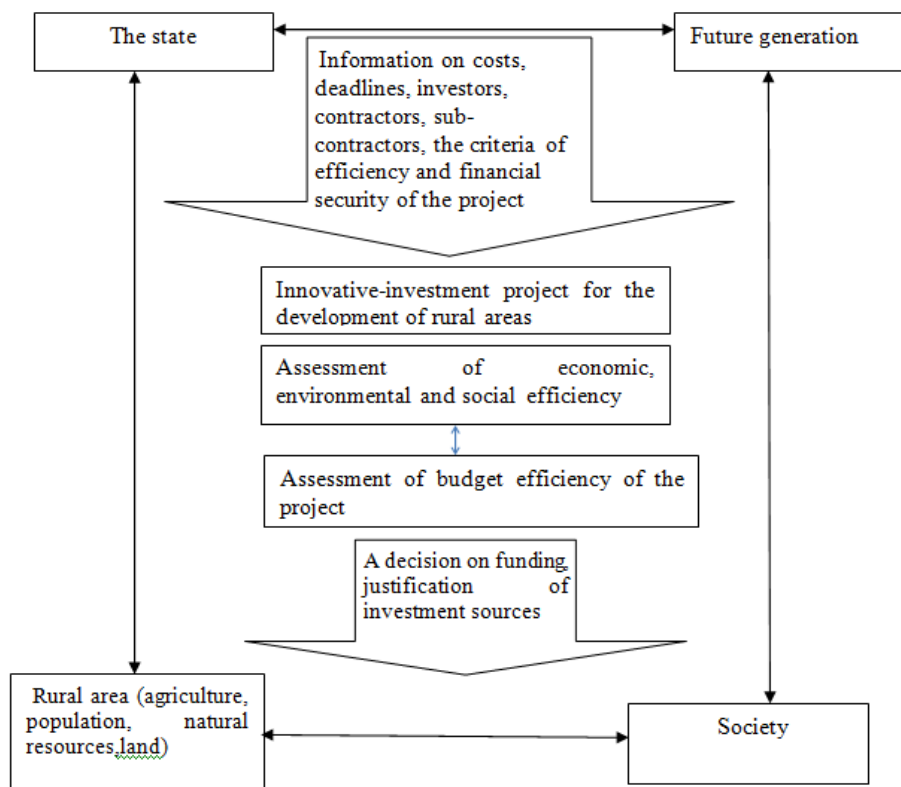 The state
Future generation
Information on costs,
deadlines, investors,
contractors, sub-
contractors, the criteria of
efficiency and financial
security of the project
Innovative-investment project for the
development of rural areas
Assessment of economic,
environmental and social efficiency
Assessment of budget efficiency of the
project
A decision on funding,
justification of
investment sources
Rural area (agriculture,
population, natural
resources,land)
Society